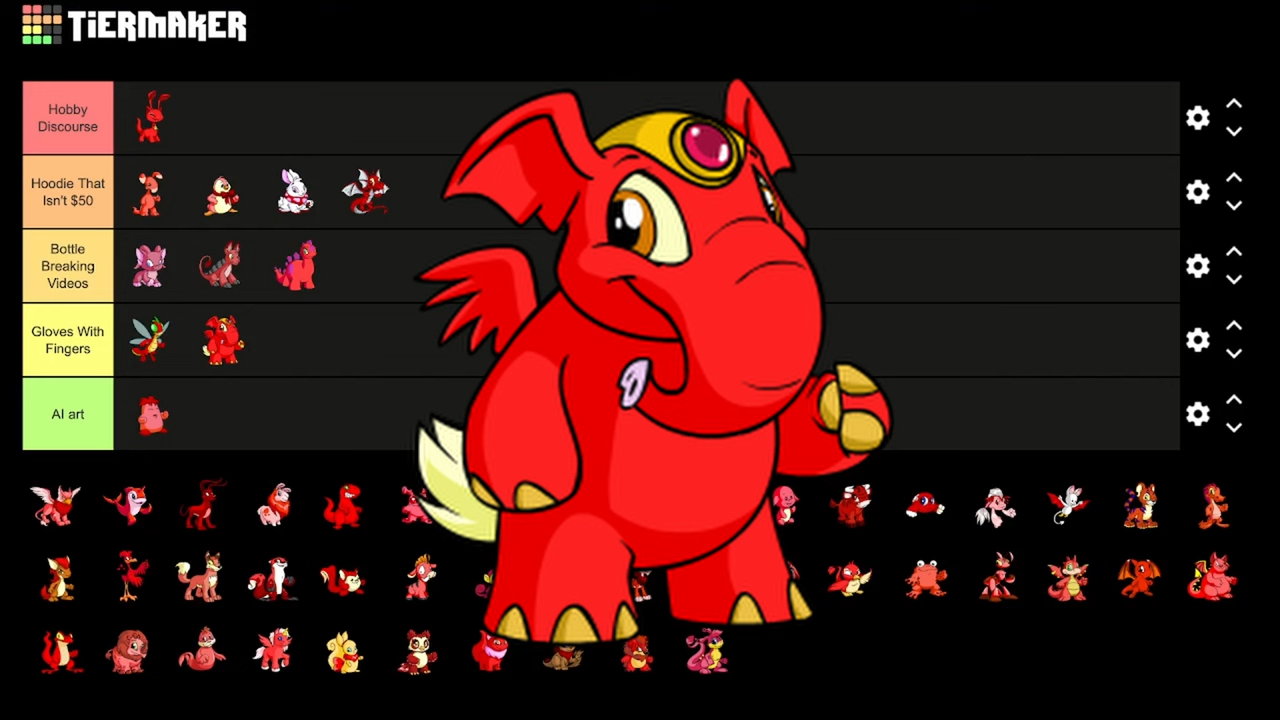 TiERMAKER
Hobby
Discourse
Hoodie That
Isn't $50
Bottle
Breaking
Videos
Gloves With
Fingers
AI art